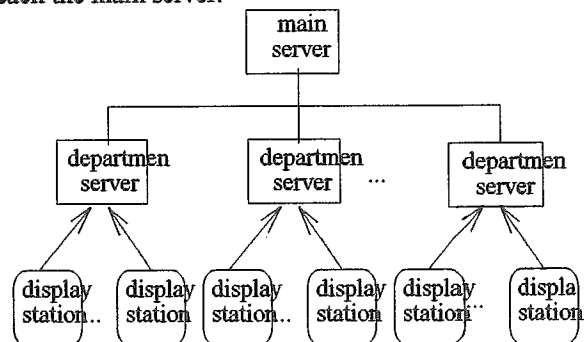 each the main server.
main
server
departmen
server
departmen
server
...
departmen
server
display
station..
display
station
display
station..
display
station
display
station...
displa
station